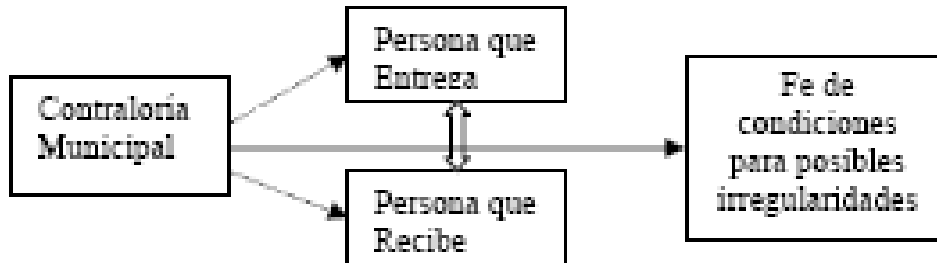 Contraloría
Municipal
Persona que
Entrega
Persona que
Recibe
Fe de
condiciones
para posibles
irregularidades